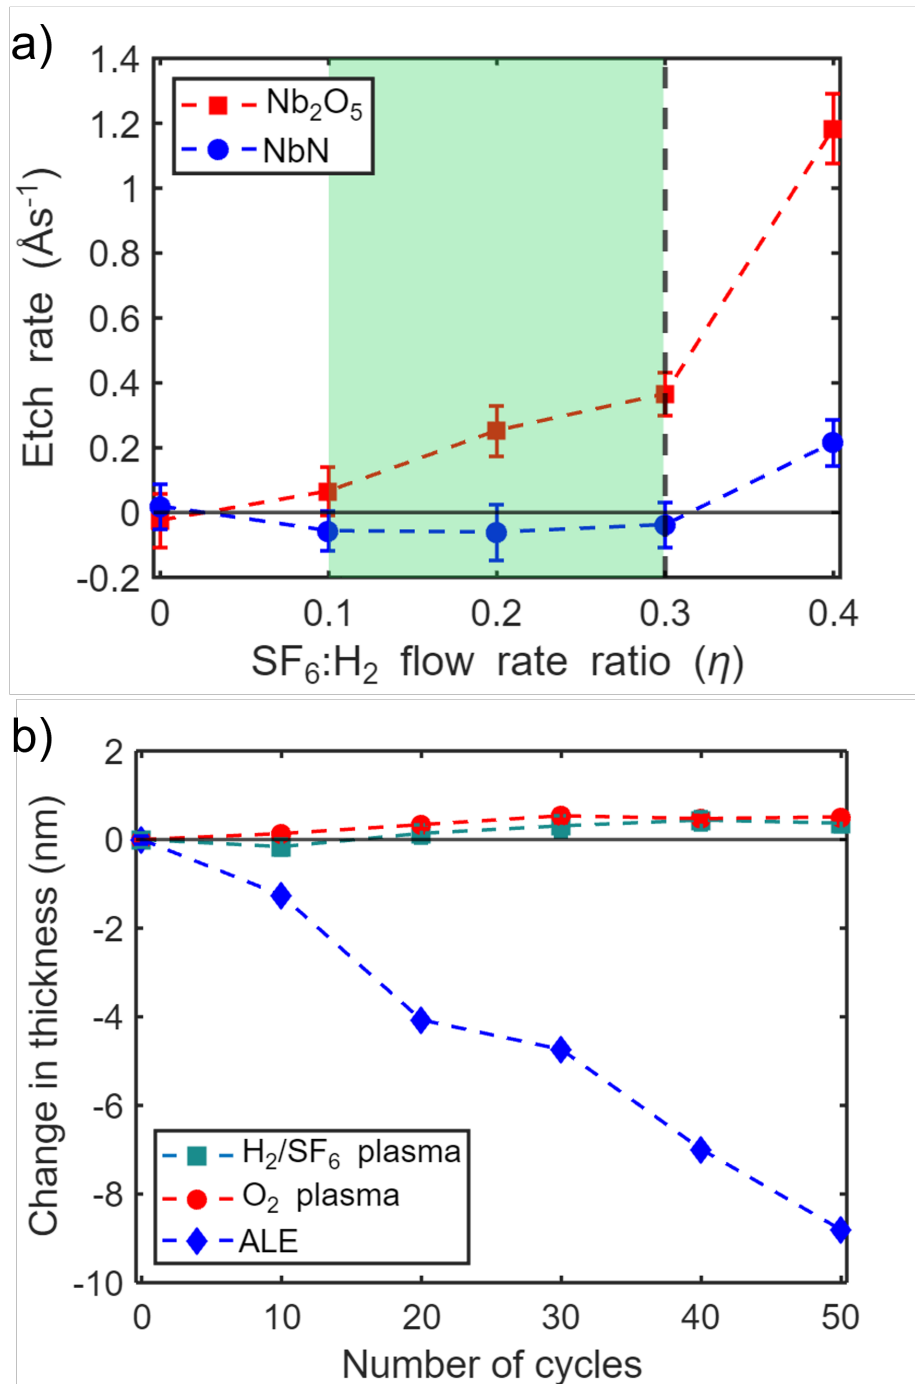 a)
1.4
1.2
1
0.8
0.6
0.4
0.2
0
-0.2
Etch rate (Ås⁻¹)
Nb₂O₅
NbN
0 0.1 0.2 0.3 0.4
SF₆:H₂ flow rate ratio (η)
b)
2
0
-2
-4
-6
-8
-10
Change in thickness (nm)
H₂/SF₆ plasma
O₂ plasma
ALE
0 10 20 30 40 50
Number of cycles